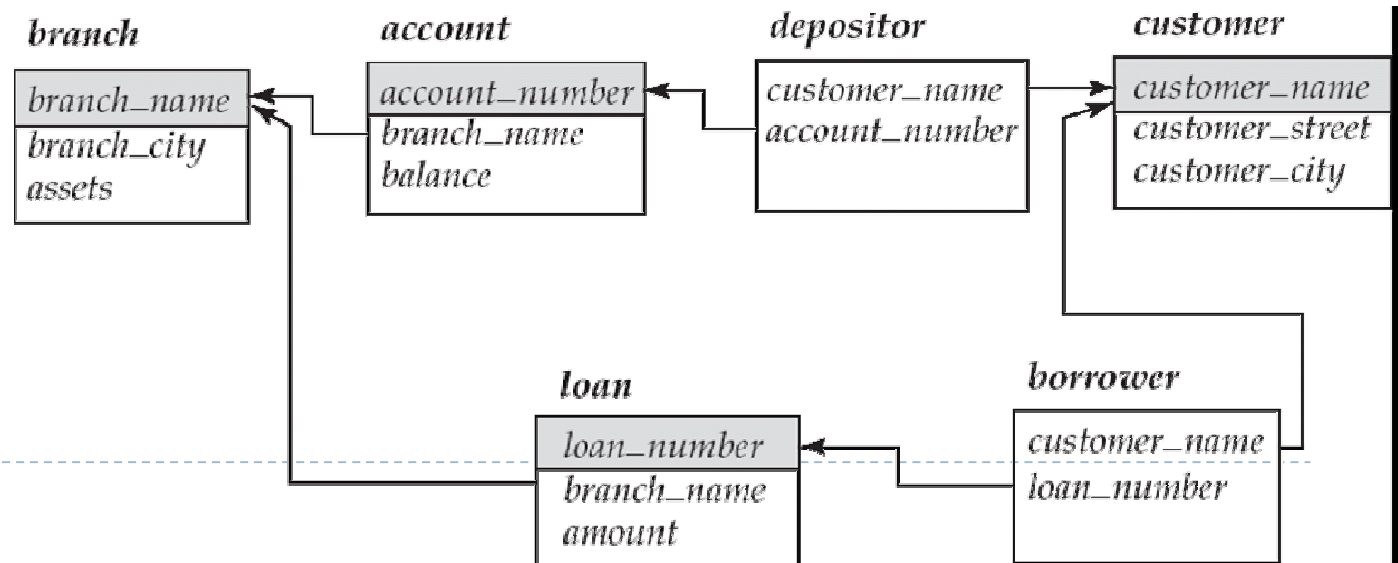 branch
branch_name
branch_city
assets
account
account_number
branch_name
balance
depositor
customer_name
account_number
customer
customer_name
customer_street
customer_city
loan
loan_number
branch_name
amount
borrower
customer_name
loan_number